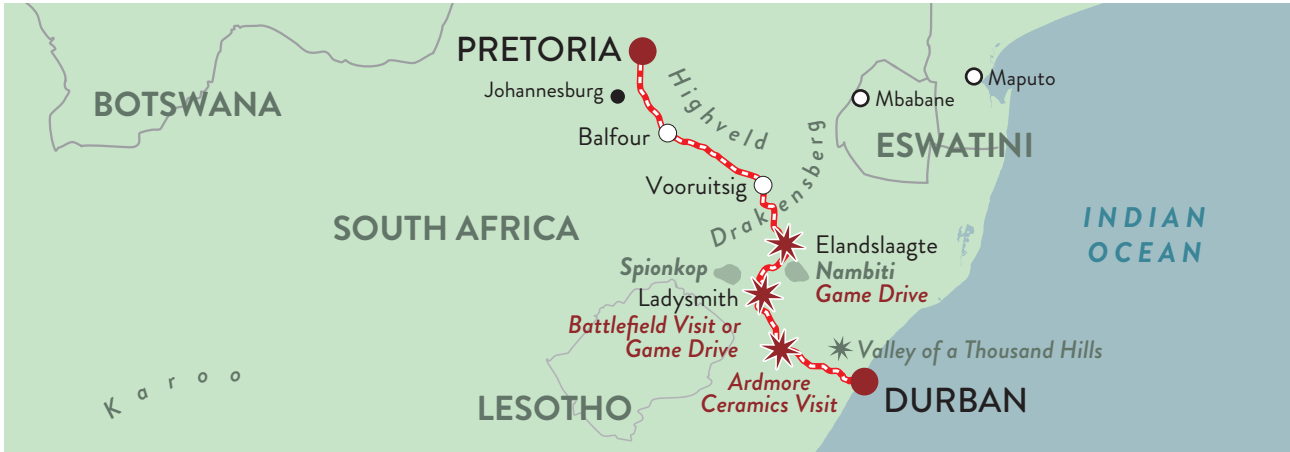 PRETORIA
Johannesburg
Highveld
Maputo
Mbabane
BOTSWANA
Balfour
ESWATINI
Vooruitsig
Drakensberg
SOUTH AFRICA
INDIAN
OCEAN
Elandslaagte
Spionkop
Nambiti
Game Drive
Ladysmith
Battlefield Visit or
Game Drive
Valley of a Thousand Hills
Karoo
Ardmore
Ceramics Visit
LESOTHO
DURBAN